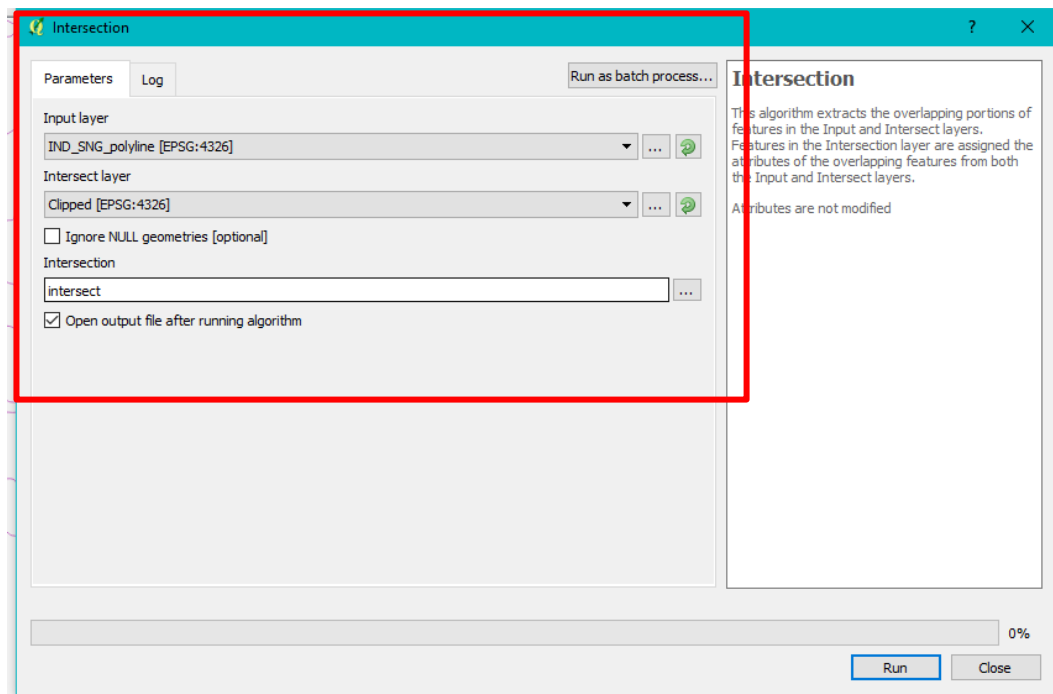 Intersection
?
Parameters
Log
Run as batch process...
Input layer
IND_SNG_polyline [EPSG:4326]
...
Intersect layer
Clipped [EPSG:4326]
...
Ignore NULL geometries [optional]
Intersection
intersect
...
Open output file after running algorithm
Intersection
This algorithm extracts the overlapping portions of
features in the Input and Intersect layers.
Features in the Intersection layer are assigned the
attributes of the overlapping features from both
the Input and Intersect layers.
Attributes are not modified
0%
Run
Close